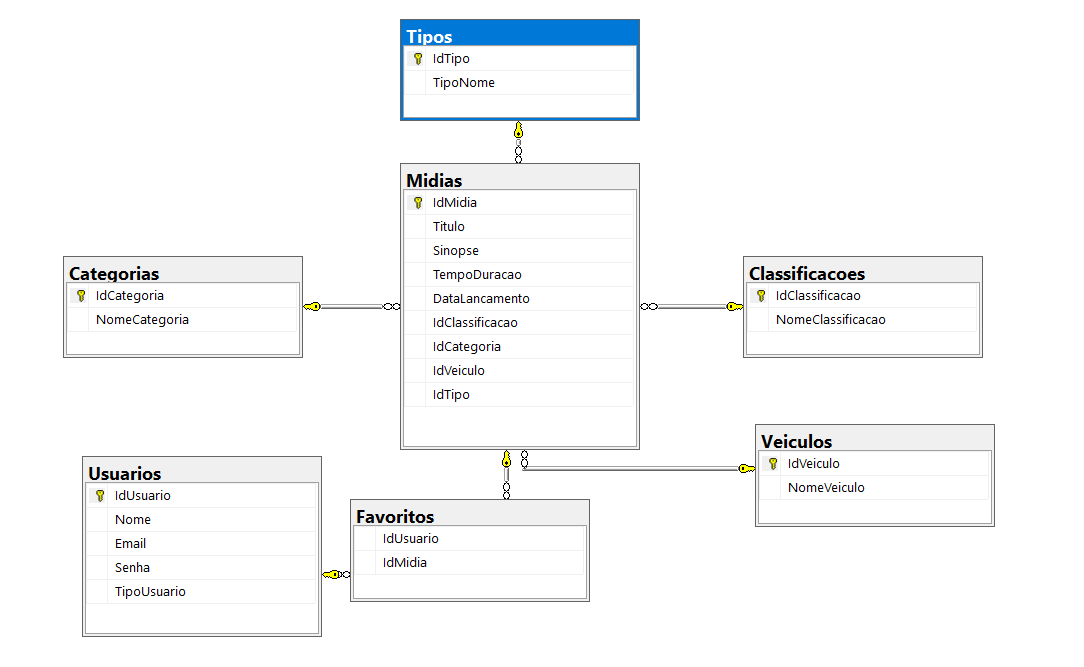 Tipos
IdTipo
TipoNome
Midias
IdMidia
Titulo
Sinopse
TempoDuracao
DataLancamento
IdClassificacao
IdCategoria
IdVeiculo
IdTipo
Categorias
IdCategoria
NomeCategoria
Classificacoes
IdClassificacao
NomeClassificacao
Veiculos
IdVeiculo
NomeVeiculo
Usuarios
IdUsuario
Nome
Email
Senha
TipoUsuario
Favoritos
IdUsuario
IdMidia